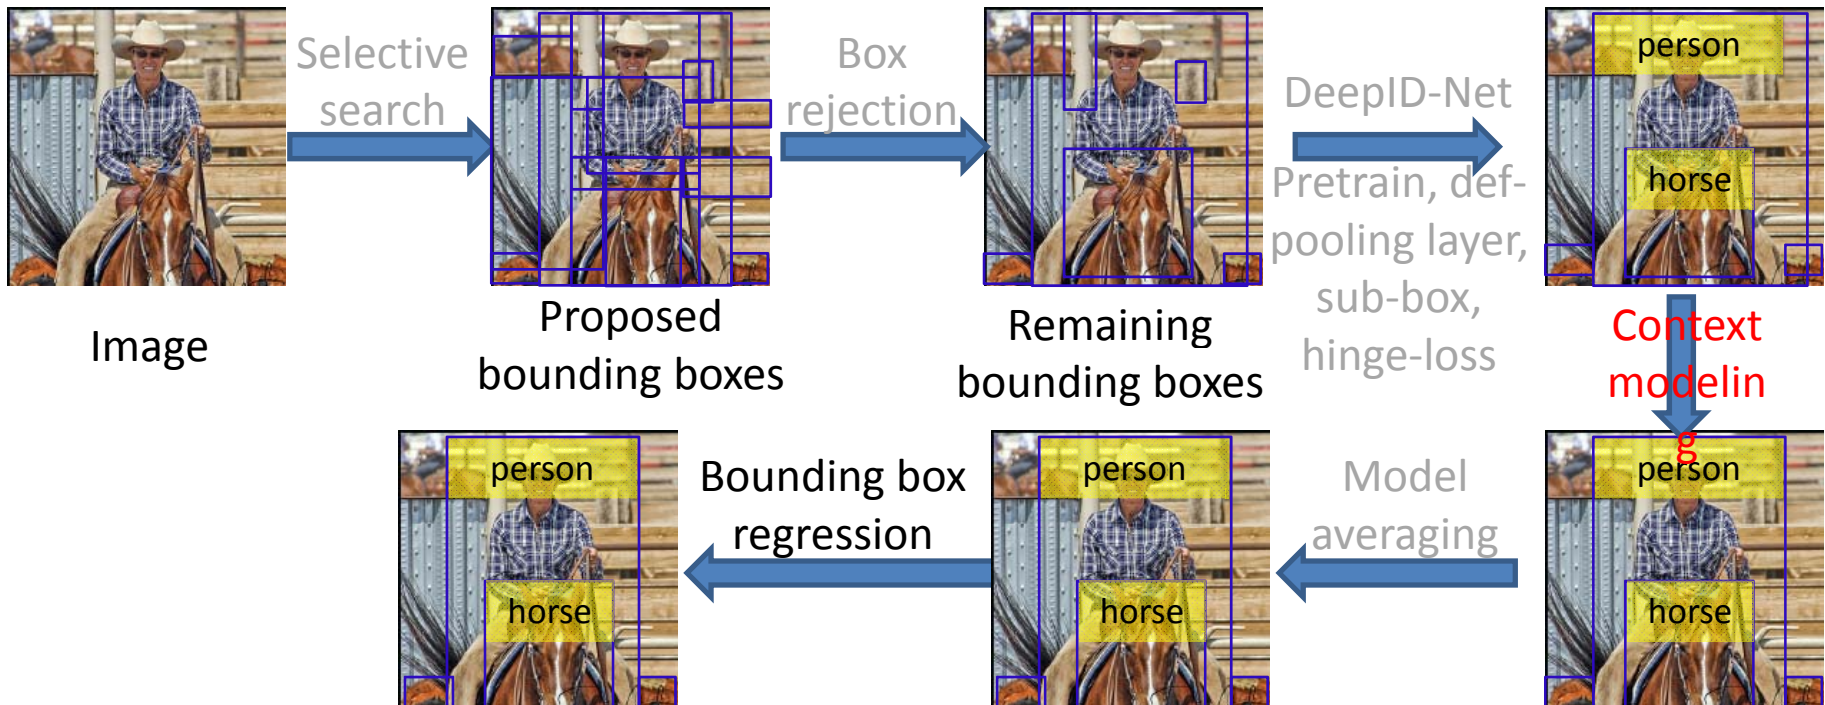 Selective
search
Box
rejection
DeepID-Net
Pretrain, def-
pooling layer,
sub-box,
hinge-loss
person
horse
Image
Proposed
bounding boxes
Remaining
bounding boxes
Context
modelin
g
person
horse
Model
averaging
person
horse
Bounding box
regression
person
horse